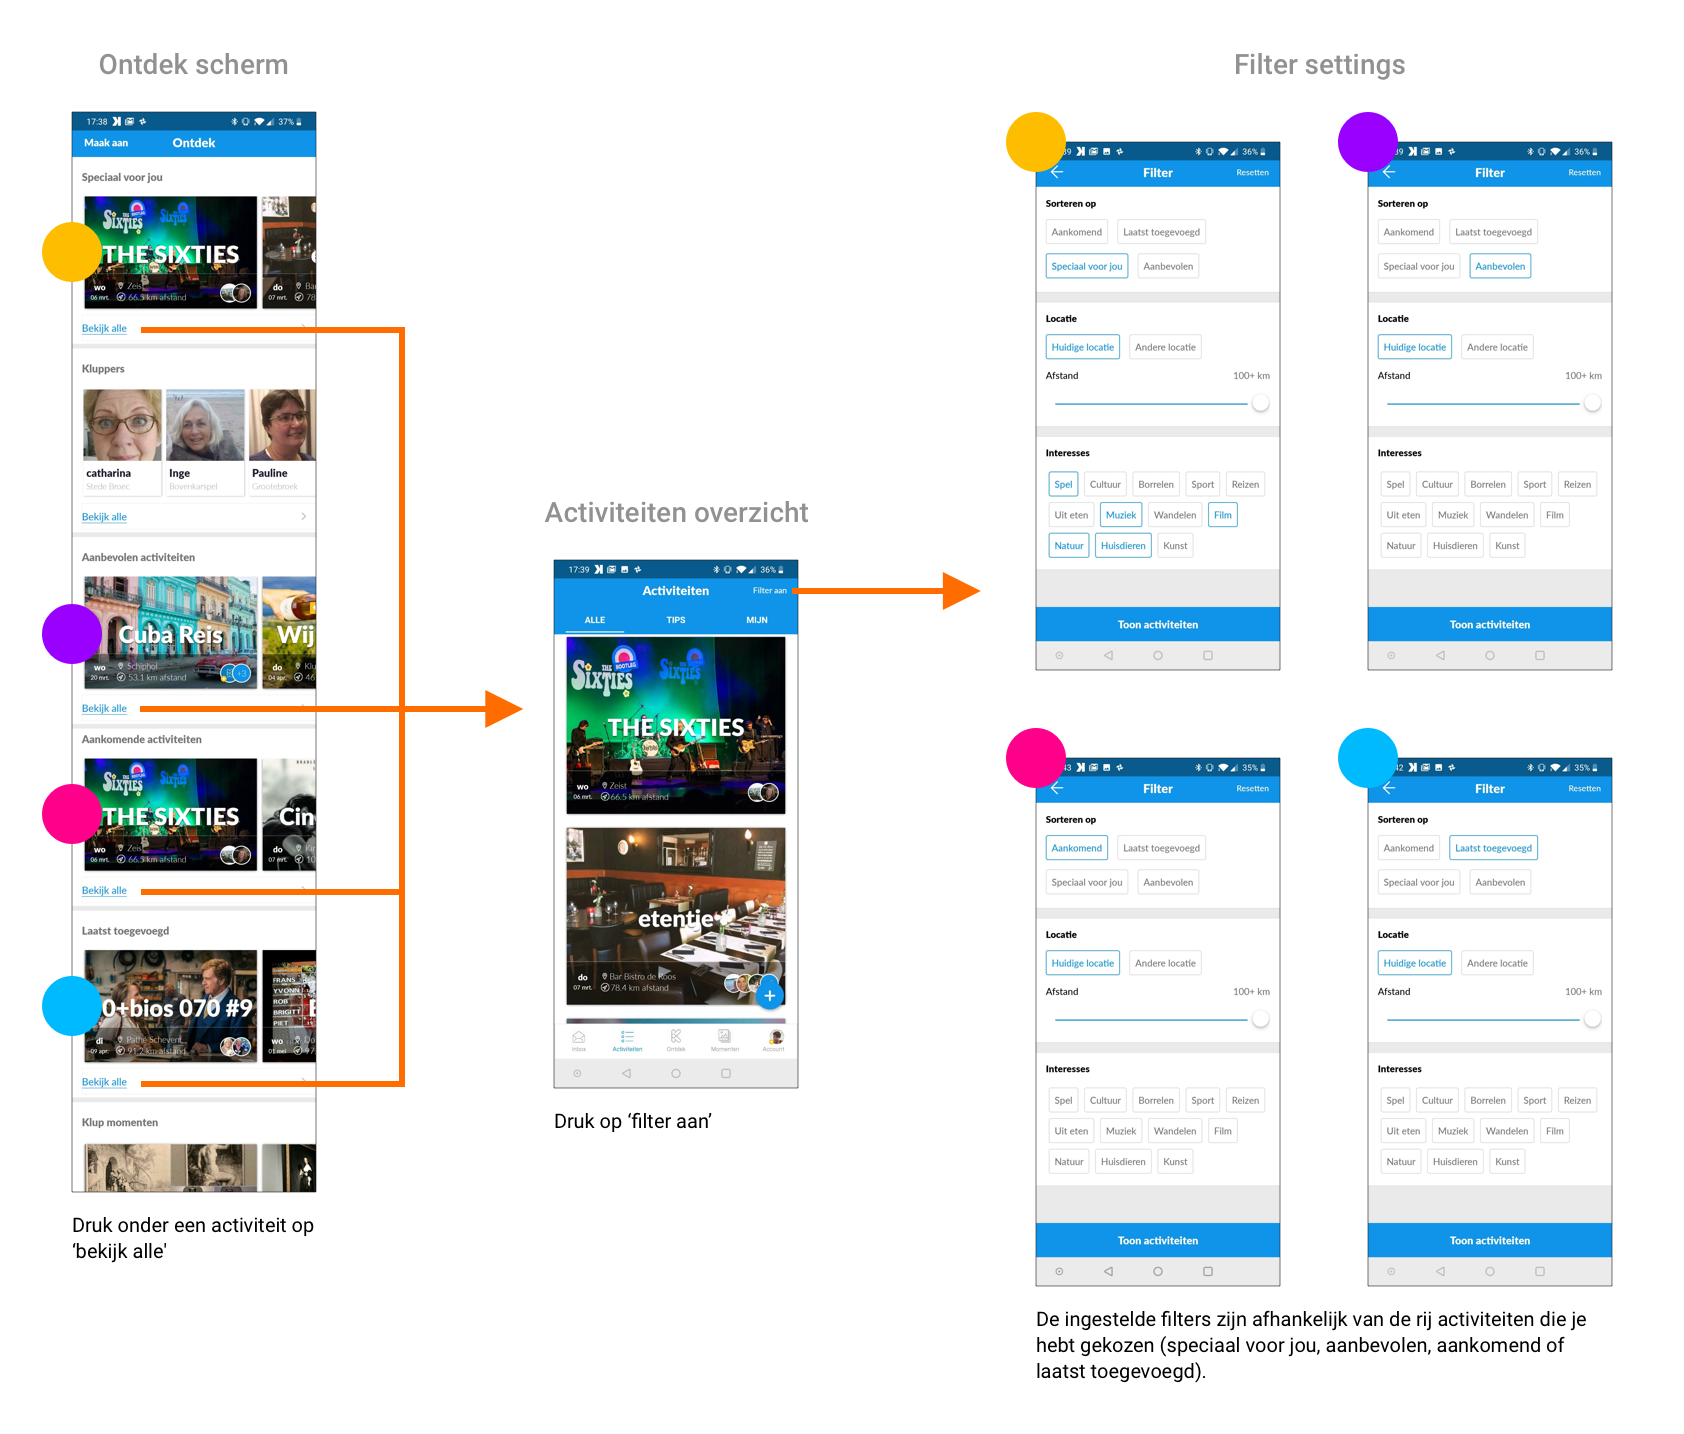 Ontdek scherm
17:38
37%
Maak aan
Ontdek
Speciaal voor jou
THE SIXTIES
wo
06 mrt.
Zeist
66.5 km afstand
do
07 mrt.
Bekijk alle
Kluppers
catharina
Stede Broec
Inge
Bovenkarspel
Pauline
Grootebroek
Bekijk alle
Aanbevolen activiteiten
Cuba Reis
Wij
wo
20 mrt.
Schiphol
53.1 km afstand
+3
do
04 apr.
Bekijk alle
Aankomende activiteiten
THE SIXTIES
Cin
wo
06 mrt.
Zeist
66.5 km afstand
do
07 mrt.
Bekijk alle
Laatst toegevoegd
0+bios 070 #9
di
09 apr.
Pathé Schevent..
91.2 km afstand
wo
01 mei
Bekijk alle
Klup momenten
Druk onder een activiteit op
‘bekijk alle'
Activiteiten overzicht
17:39
36%
Activiteiten
Filter aan
ALLE
TIPS
MIJN
THE SIXTIES
wo
06 mrt.
Zeist
66.5 km afstand
etentje
do
07 mrt.
Bar Bistro de Koos
78.4 km afstand
Inbox
Activiteiten
Ontdek
Momenten
Account
Druk op ‘filter aan’
Filter settings
39
36%
Filter
Resetten
Sorteren op
Aankomend
Laatst toegevoegd
Speciaal voor jou
Aanbevolen
Locatie
Huidige locatie
Andere locatie
Afstand
100+ km
Interesses
Spel Cultuur Borrelen Sport Reizen
Uit eten Muziek Wandelen Film
Natuur Huisdieren Kunst
Toon activiteiten
39
36%
Filter
Resetten
Sorteren op
Aankomend
Laatst toegevoegd
Speciaal voor jou
Aanbevolen
Locatie
Huidige locatie
Andere locatie
Afstand
100+ km
Interesses
Spel Cultuur Borrelen Sport Reizen
Uit eten Muziek Wandelen Film
Natuur Huisdieren Kunst
Toon activiteiten
43
35%
Filter
Resetten
Sorteren op
Aankomend
Laatst toegevoegd
Speciaal voor jou
Aanbevolen
Locatie
Huidige locatie
Andere locatie
Afstand
100+ km
Interesses
Spel Cultuur Borrelen Sport Reizen
Uit eten Muziek Wandelen Film
Natuur Huisdieren Kunst
Toon activiteiten
42
35%
Filter
Resetten
Sorteren op
Aankomend
Laatst toegevoegd
Speciaal voor jou
Aanbevolen
Locatie
Huidige locatie
Andere locatie
Afstand
100+ km
Interesses
Spel Cultuur Borrelen Sport Reizen
Uit eten Muziek Wandelen Film
Natuur Huisdieren Kunst
Toon activiteiten
De ingestelde filters zijn afhankelijk van de rij activiteiten die je
hebt gekozen (speciaal voor jou, aanbevolen, aankomend of
laatst toegevoegd).